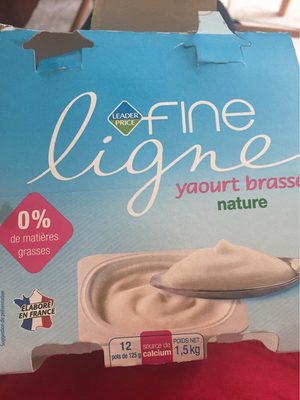 LEADER
PRICE
fine
ligne
yaourt brassé
nature
0%
de matières
grasses
ÉLABORÉ
EN FRANCE
Suggestion de présentation
12
pots de 125 g
source de
calcium
POIDS NET
1,5 kg